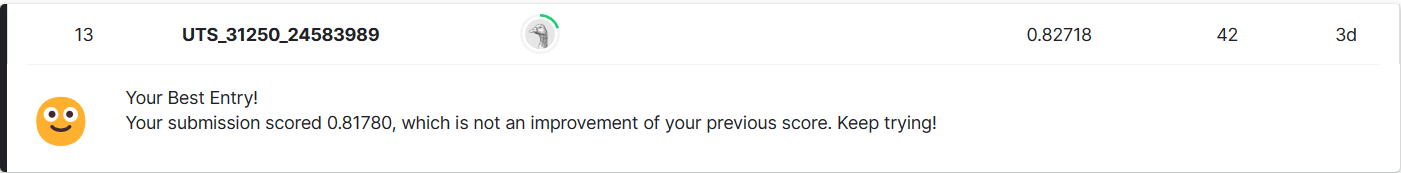 13 UTS_31250_24583989 0.82718 42 3d
Your Best Entry!
Your submission scored 0.81780, which is not an improvement of your previous score. Keep trying!